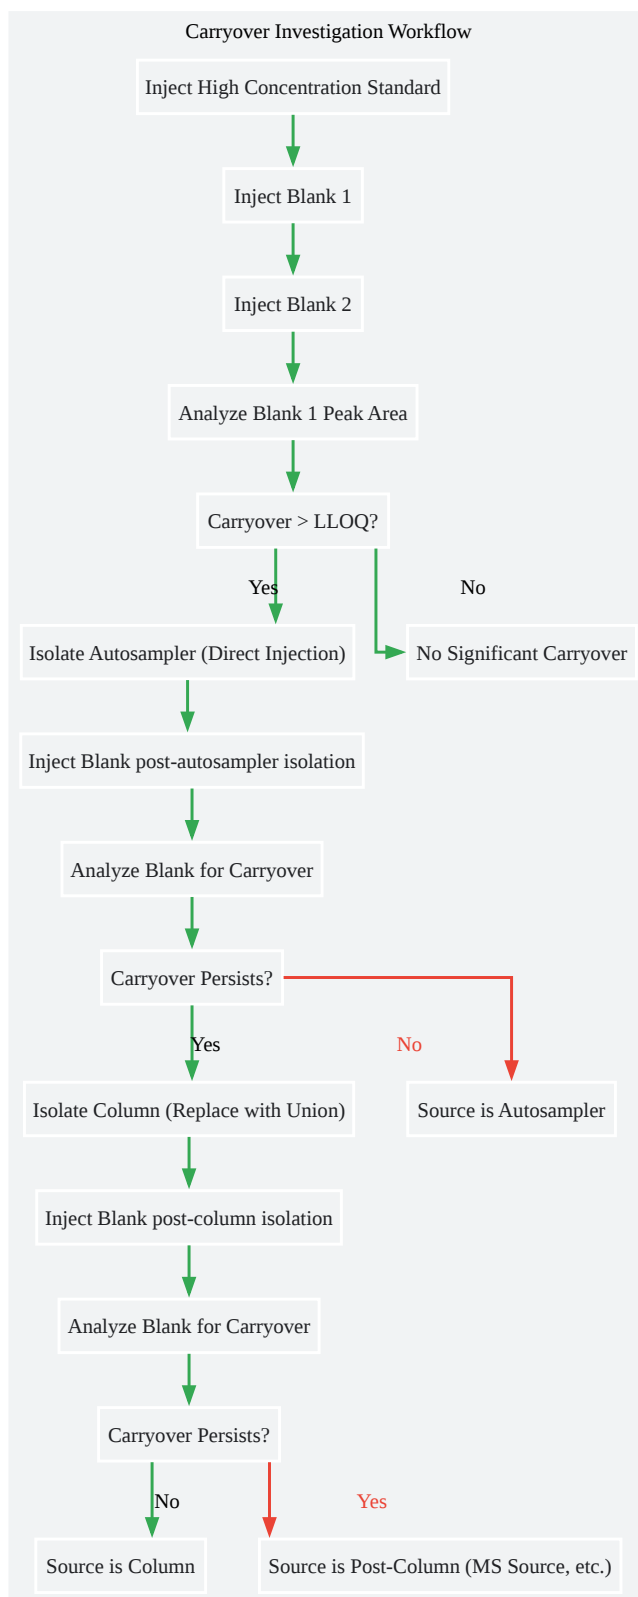 Carryover Investigation Workflow
Inject High Concentration Standard
Inject Blank 1
Inject Blank 2
Analyze Blank 1 Peak Area
Carryover > LLOQ?
Yes
No
Isolate Autosampler (Direct Injection)
No Significant Carryover
Inject Blank post-autosampler isolation
Analyze Blank for Carryover
Carryover Persists?
Yes
No
Isolate Column (Replace with Union)
Source is Autosampler
Inject Blank post-column isolation
Analyze Blank for Carryover
Carryover Persists?
No
Yes
Source is Column
Source is Post-Column (MS Source, etc.)